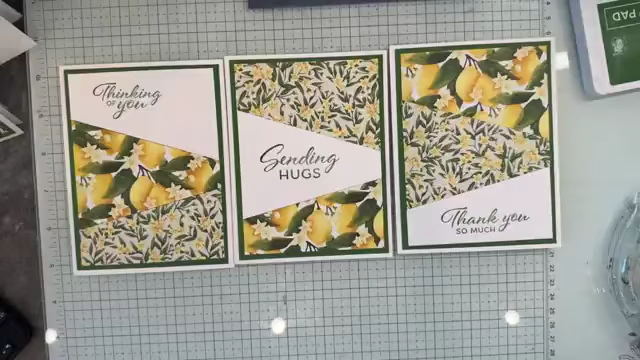 Thinking
OF
you
Sending
HUGS
Thank you
SO MUCH
PAD